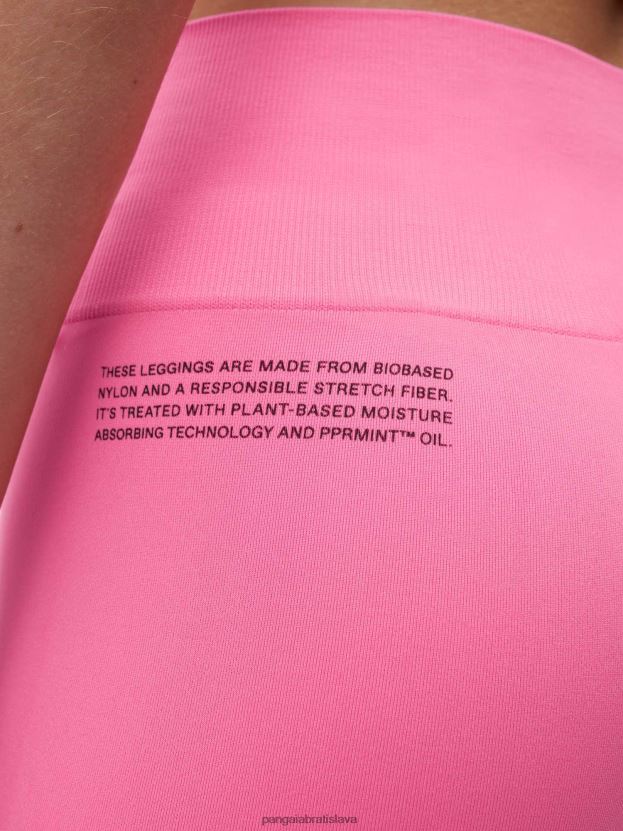 THESE LEGGINGS ARE MADE FROM BIOBASED
NYLON AND A RESPONSIBLE STRETCH FIBER.
IT'S TREATED WITH PLANT-BASED MOISTURE
ABSORBING TECHNOLOGY AND PPRMINT™ OIL.
pangaiabratislava